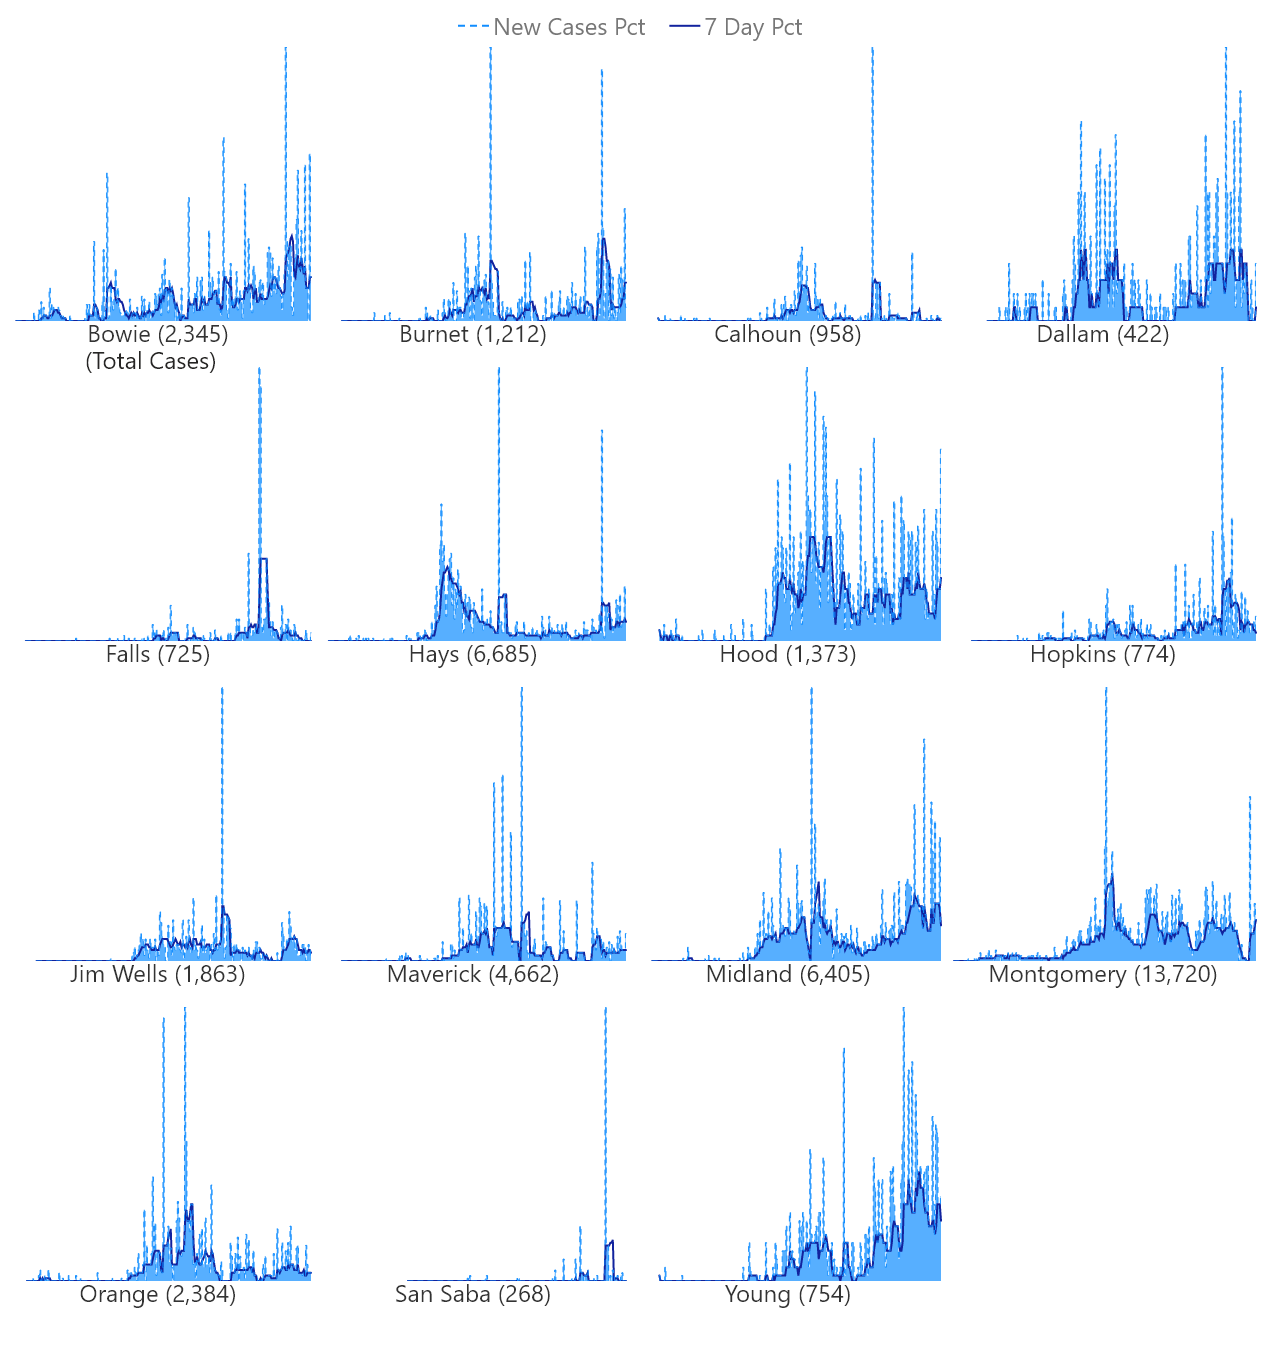 New Cases Pct 7 Day Pct
Bowie (2,345) Burnet (1,212) Calhoun (958) Dallam (422)
(Total Cases)
Falls (725) Hays (6,685) Hood (1,373) Hopkins (774)
Jim Wells (1,863) Maverick (4,662) Midland (6,405) Montgomery (13,720)
Orange (2,384) San Saba (268) Young (754)